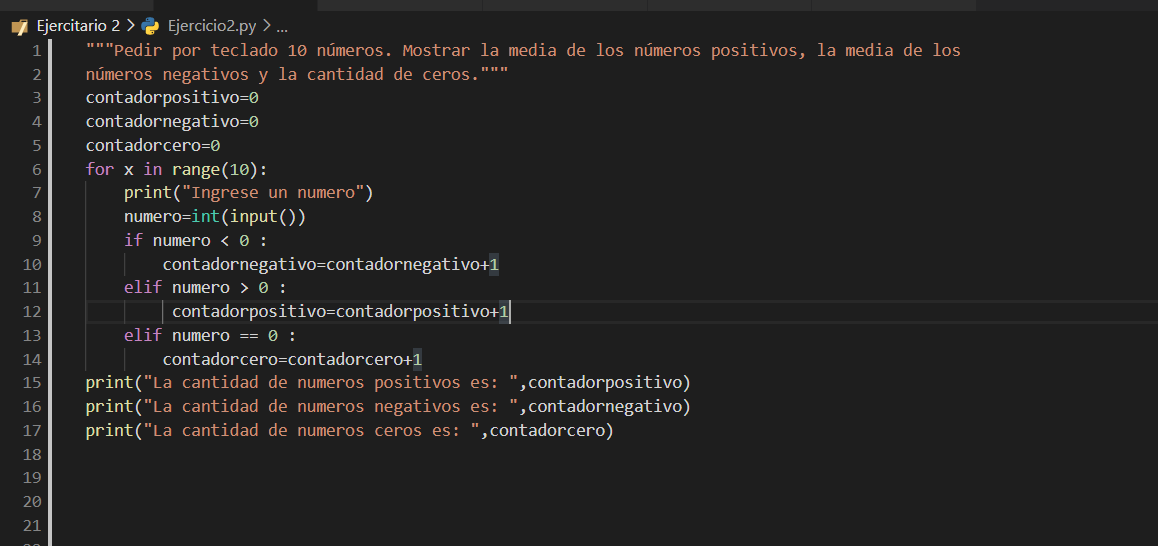 Ejercitario 2 > Ejercicio2.py > ...
1 """Pedir por teclado 10 números. Mostrar la media de los números positivos, la media de los
2 números negativos y la cantidad de ceros."""
3 contadorpositivo=0
4 contadornegativo=0
5 contadorcero=0
6 for x in range(10):
7     print("Ingrese un numero")
8     numero=int(input())
9     if numero < 0 :
10         contadornegativo=contadornegativo+1
11     elif numero > 0 :
12          contadorpositivo=contadorpositivo+1
13     elif numero == 0 :
14         contadorcero=contadorcero+1
15 print("La cantidad de numeros positivos es: ",contadorpositivo)
16 print("La cantidad de numeros negativos es: ",contadornegativo)
17 print("La cantidad de numeros ceros es: ",contadorcero)
18
19
20
21